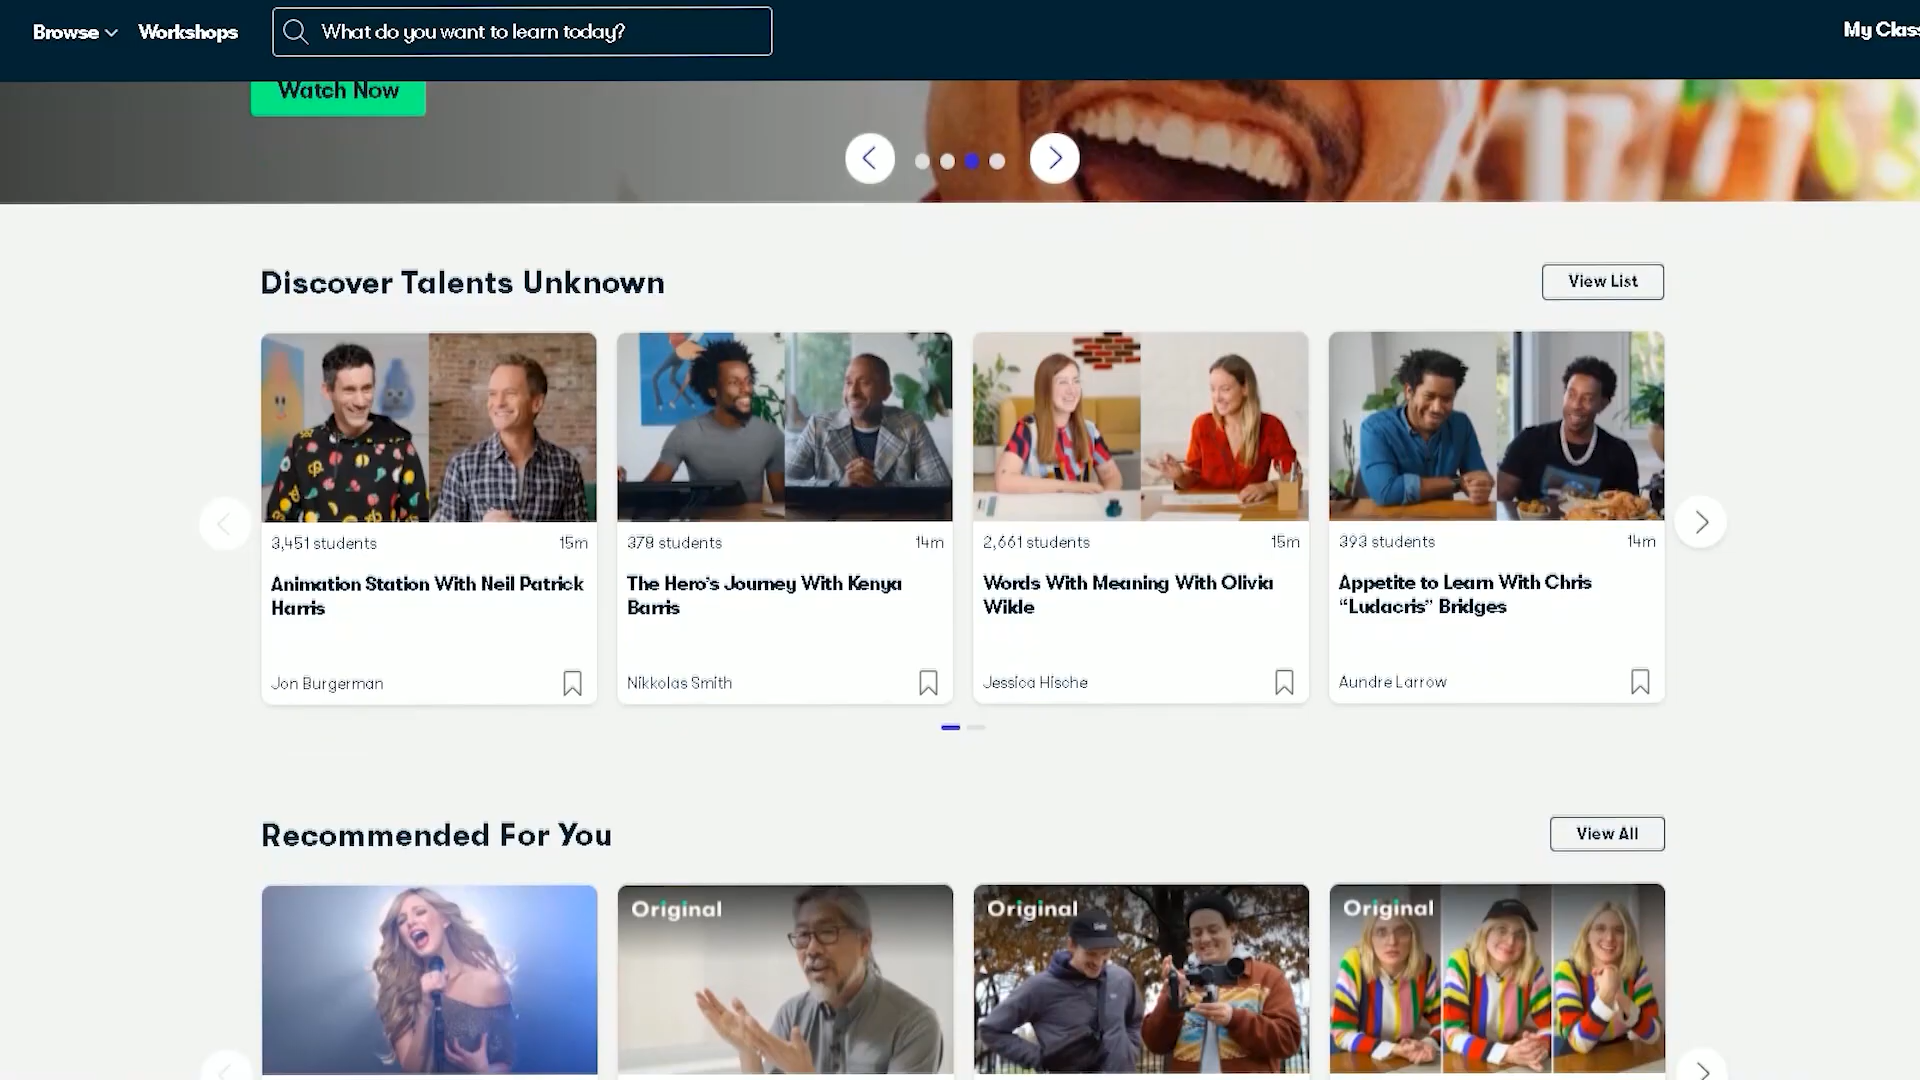 Browse
Workshops
What do you want to learn today?
My Class
Watch Now
Discover Talents Unknown
View List
3,451 students
15m
Animation Station With Neil Patrick
Harris
Jon Burgerman
378 students
14m
The Hero's Journey With Kenya
Barris
Nikkolas Smith
2,661 students
15m
Words With Meaning With Olivia
Wilde
Jessica Hische
393 students
14m
Appetite to Learn With Chris
“Ludacris” Bridges
Aundre Larrow
Recommended For You
View All
Original
Original
Original